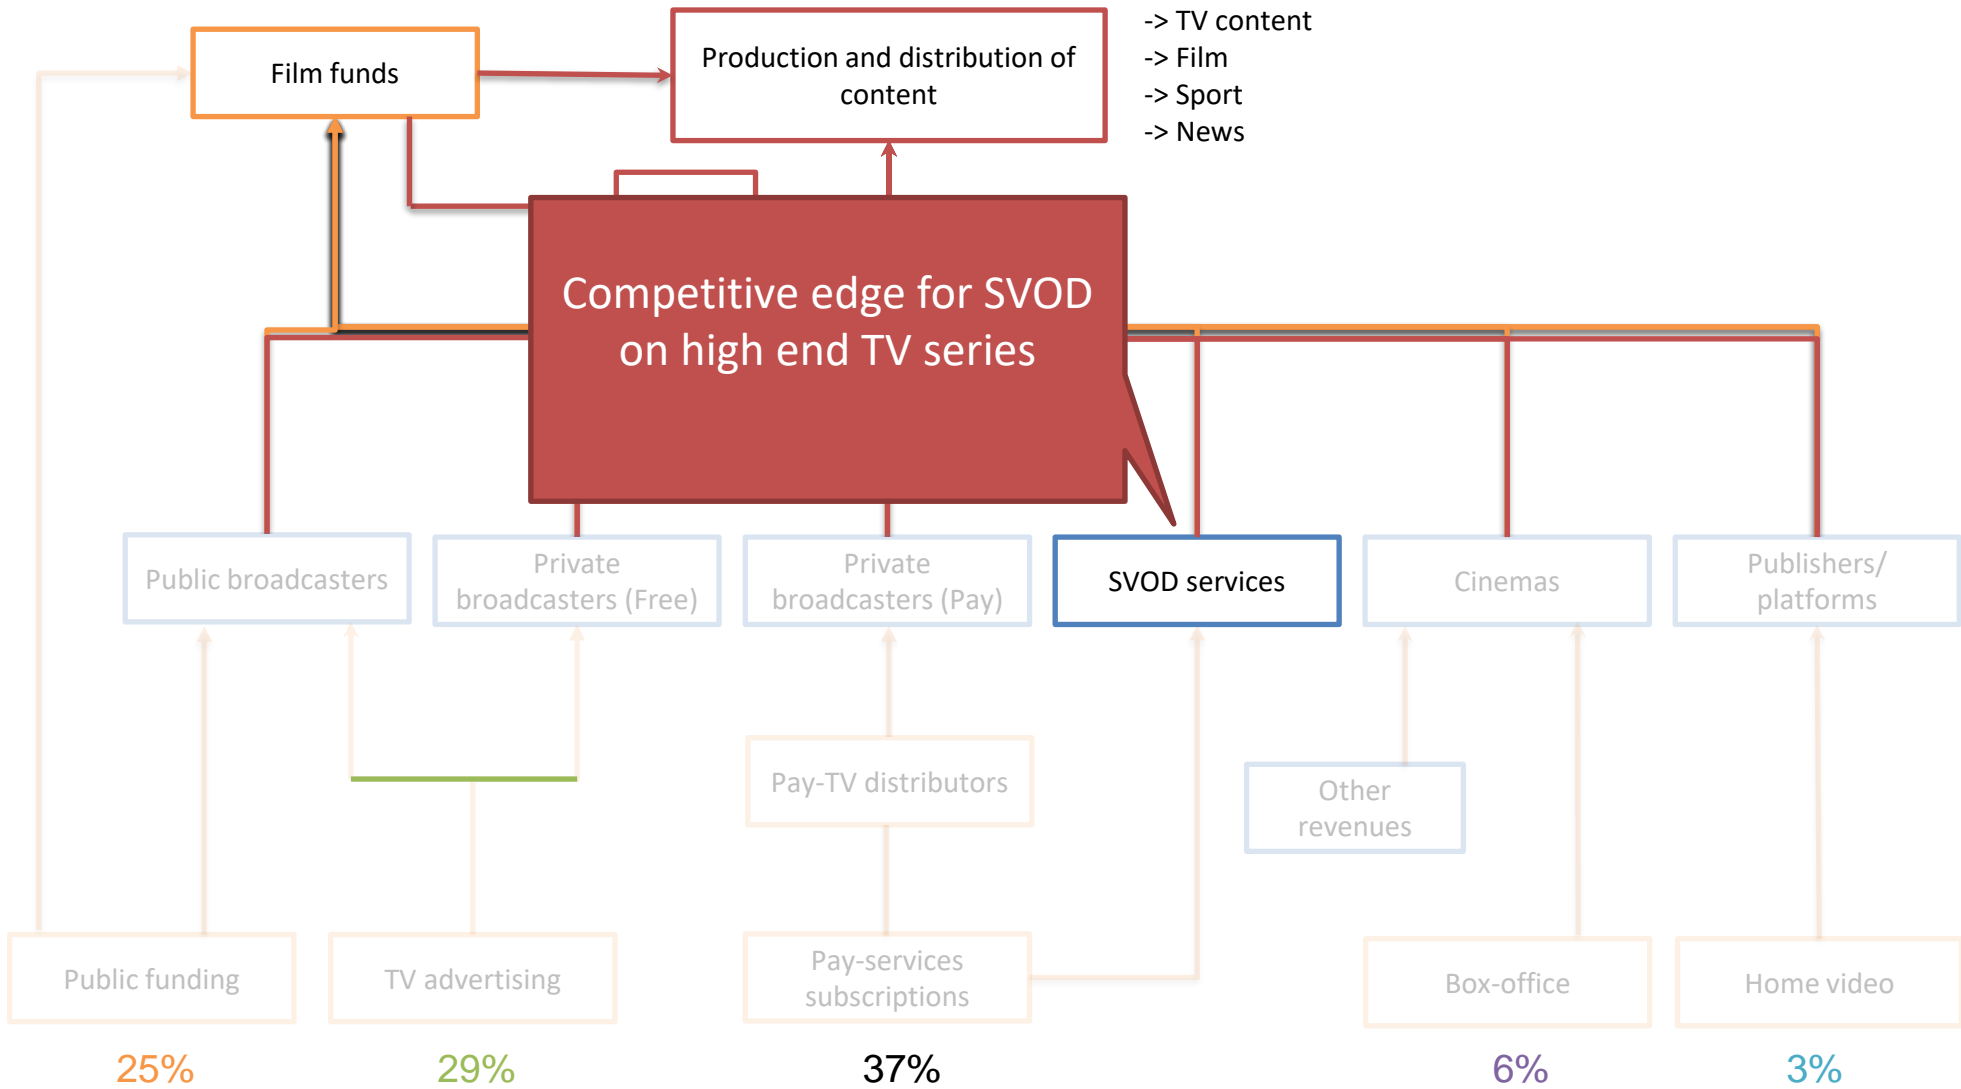 Film funds
Production and distribution of
content
-> TV content
-> Film
-> Sport
-> News
Competitive edge for SVOD
on high end TV series
Public broadcasters
Private
broadcasters (Free)
Private
broadcasters (Pay)
SVOD services
Cinemas
Publishers/
platforms
Pay-TV distributors
Other
revenues
Public funding
TV advertising
Pay-services
subscriptions
Box-office
Home video
25%
29%
37%
6%
3%